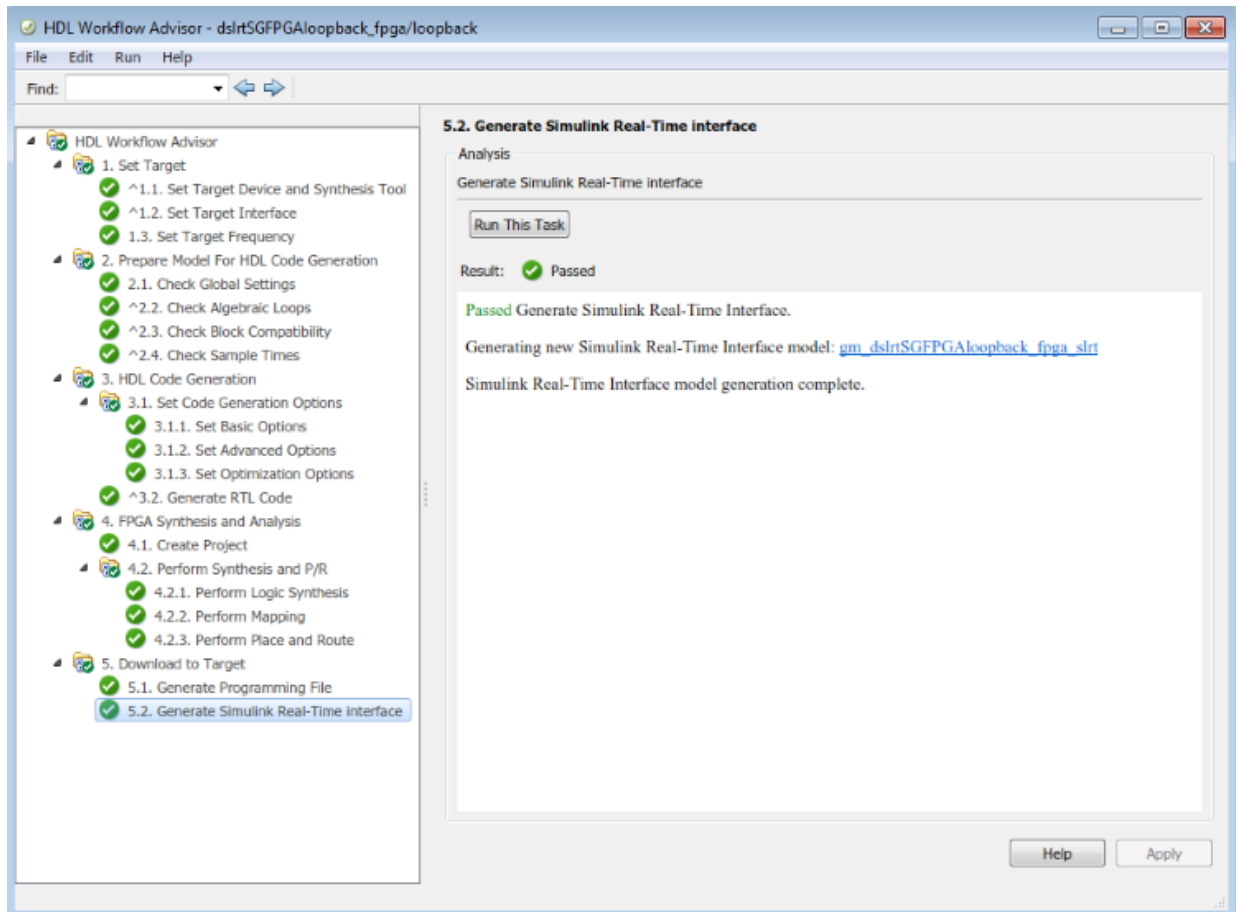 HDL Workflow Advisor - dslrtSGFPGAloopback_fpga/loopback
File Edit Run Help
Find:
HDL Workflow Advisor
1. Set Target
^1.1. Set Target Device and Synthesis Tool
^1.2. Set Target Interface
1.3. Set Target Frequency
2. Prepare Model For HDL Code Generation
2.1. Check Global Settings
^2.2. Check Algebraic Loops
^2.3. Check Block Compatibility
^2.4. Check Sample Times
3. HDL Code Generation
3.1. Set Code Generation Options
3.1.1. Set Basic Options
3.1.2. Set Advanced Options
3.1.3. Set Optimization Options
^3.2. Generate RTL Code
4. FPGA Synthesis and Analysis
4.1. Create Project
4.2. Perform Synthesis and P/R
4.2.1. Perform Logic Synthesis
4.2.2. Perform Mapping
4.2.3. Perform Place and Route
5. Download to Target
5.1. Generate Programming File
5.2. Generate Simulink Real-Time interface
5.2. Generate Simulink Real-Time interface
Analysis
Generate Simulink Real-Time interface
Run This Task
Result: Passed
Passed Generate Simulink Real-Time Interface.
Generating new Simulink Real-Time Interface model: gm_dslrtSGFPGAloopback_fpga_slrt
Simulink Real-Time Interface model generation complete.
Help Apply